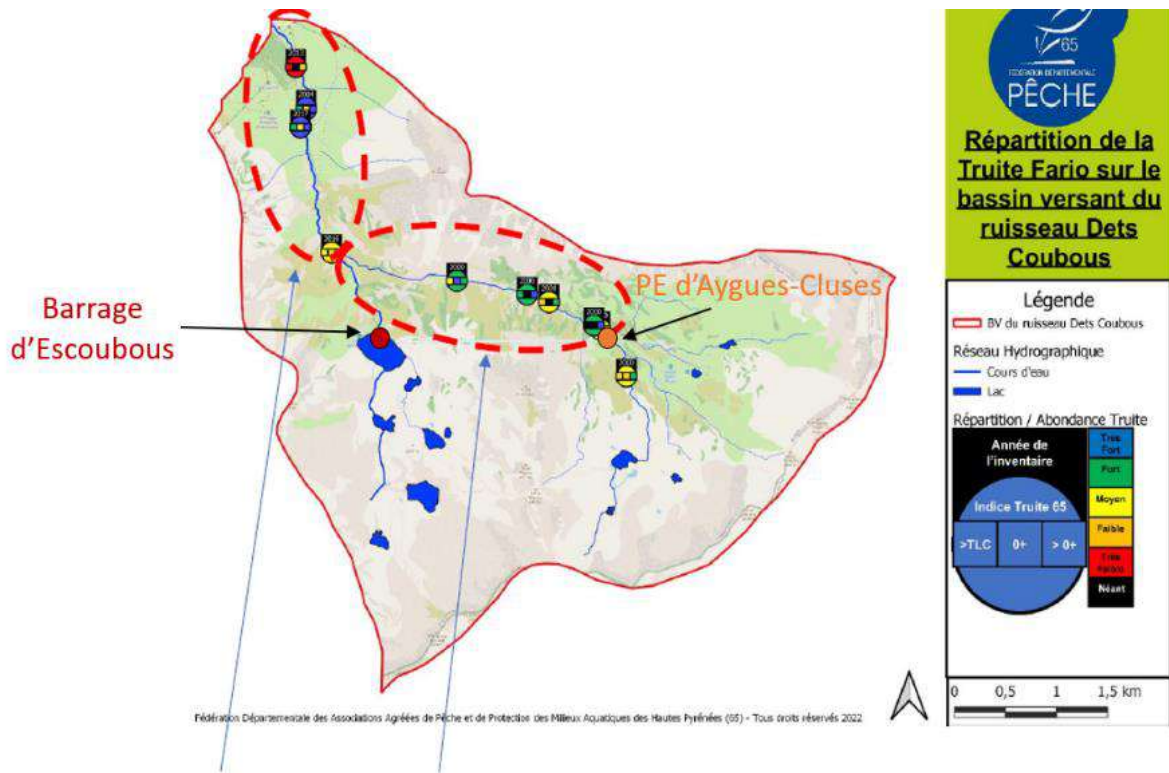 65
FÉDÉRATION DÉPARTEMENTALE
PÊCHE
Répartition de la
Truite Fario sur le
bassin versant du
ruisseau Dets
Coubous
Légende
BV du ruisseau Dets Coubous
Réseau Hydrographique
Cours d'eau
Lac
Répartition / Abondance Truite
Année de
l'inventaire
Indice Truite 65
>TLC 0+ > 0+
Très
Fort
Fort
Moyen
Faible
Très
Faible
Néant
0 0,5 1 1,5 km
2004
2000
PE d'Aygues-Cluses
Barrage
d'Escoubous
Fédération Départementale des Associations Agréées de Pêche et de Protection des Milieux Aquatiques des Hautes Pyrénées (65) - Tous droits réservés 2022